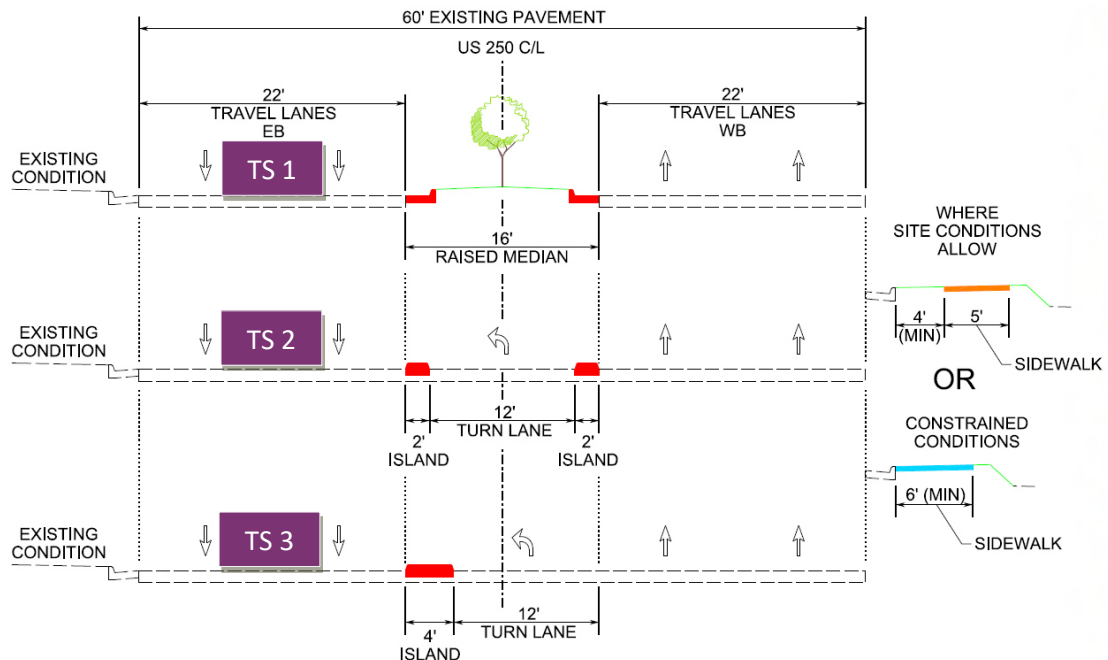 60' EXISTING PAVEMENT
US 250 C/L
22'
TRAVEL LANES
EB
22'
TRAVEL LANES
WB
EXISTING
CONDITION
TS 1
16'
RAISED MEDIAN
WHERE
SITE CONDITIONS
ALLOW
4'
(MIN)
5'
SIDEWALK
EXISTING
CONDITION
TS 2
2'
ISLAND
12'
TURN LANE
2'
ISLAND
OR
CONSTRAINED
CONDITIONS
6' (MIN)
SIDEWALK
EXISTING
CONDITION
TS 3
4'
ISLAND
12'
TURN LANE